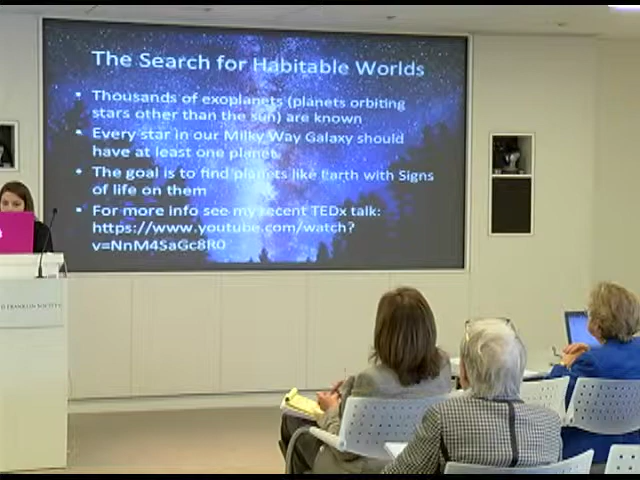 The Search for Habitable Worlds
• Thousands of exoplanets (planets orbiting
stars other than the sun) are known
• Every star in our Milky Way Galaxy should
have at least one planet
• The goal is to find planets like Earth with Signs
of life on them
• For more info see my recent TEDx talk:
https://www.youtube.com/watch?
v=NnM4SaGc8R0
FRANKLIN SOCIETY